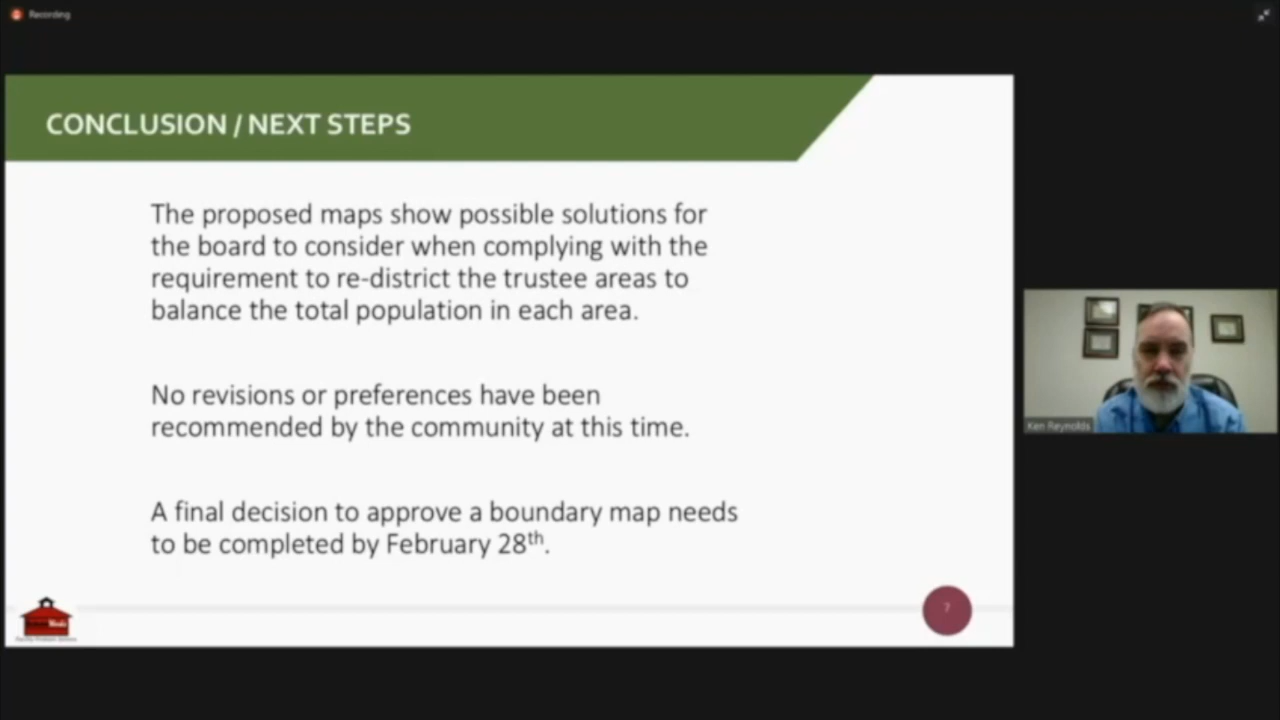 Recording
CONCLUSION / NEXT STEPS
The proposed maps show possible solutions for
the board to consider when complying with the
requirement to re-district the trustee areas to
balance the total population in each area.
No revisions or preferences have been
recommended by the community at this time.
A final decision to approve a boundary map needs
to be completed by February 28th.
7
Ken Reynolds